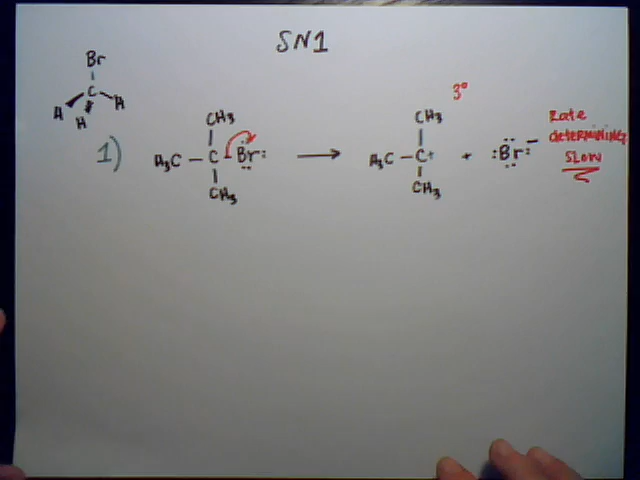 SN1
Br
C
H H H
3°
Rate
determining
slow
CH3 CH3
1) H3C — C — Br: ⟶ H3C — C+ + :Br:−
CH3 CH3